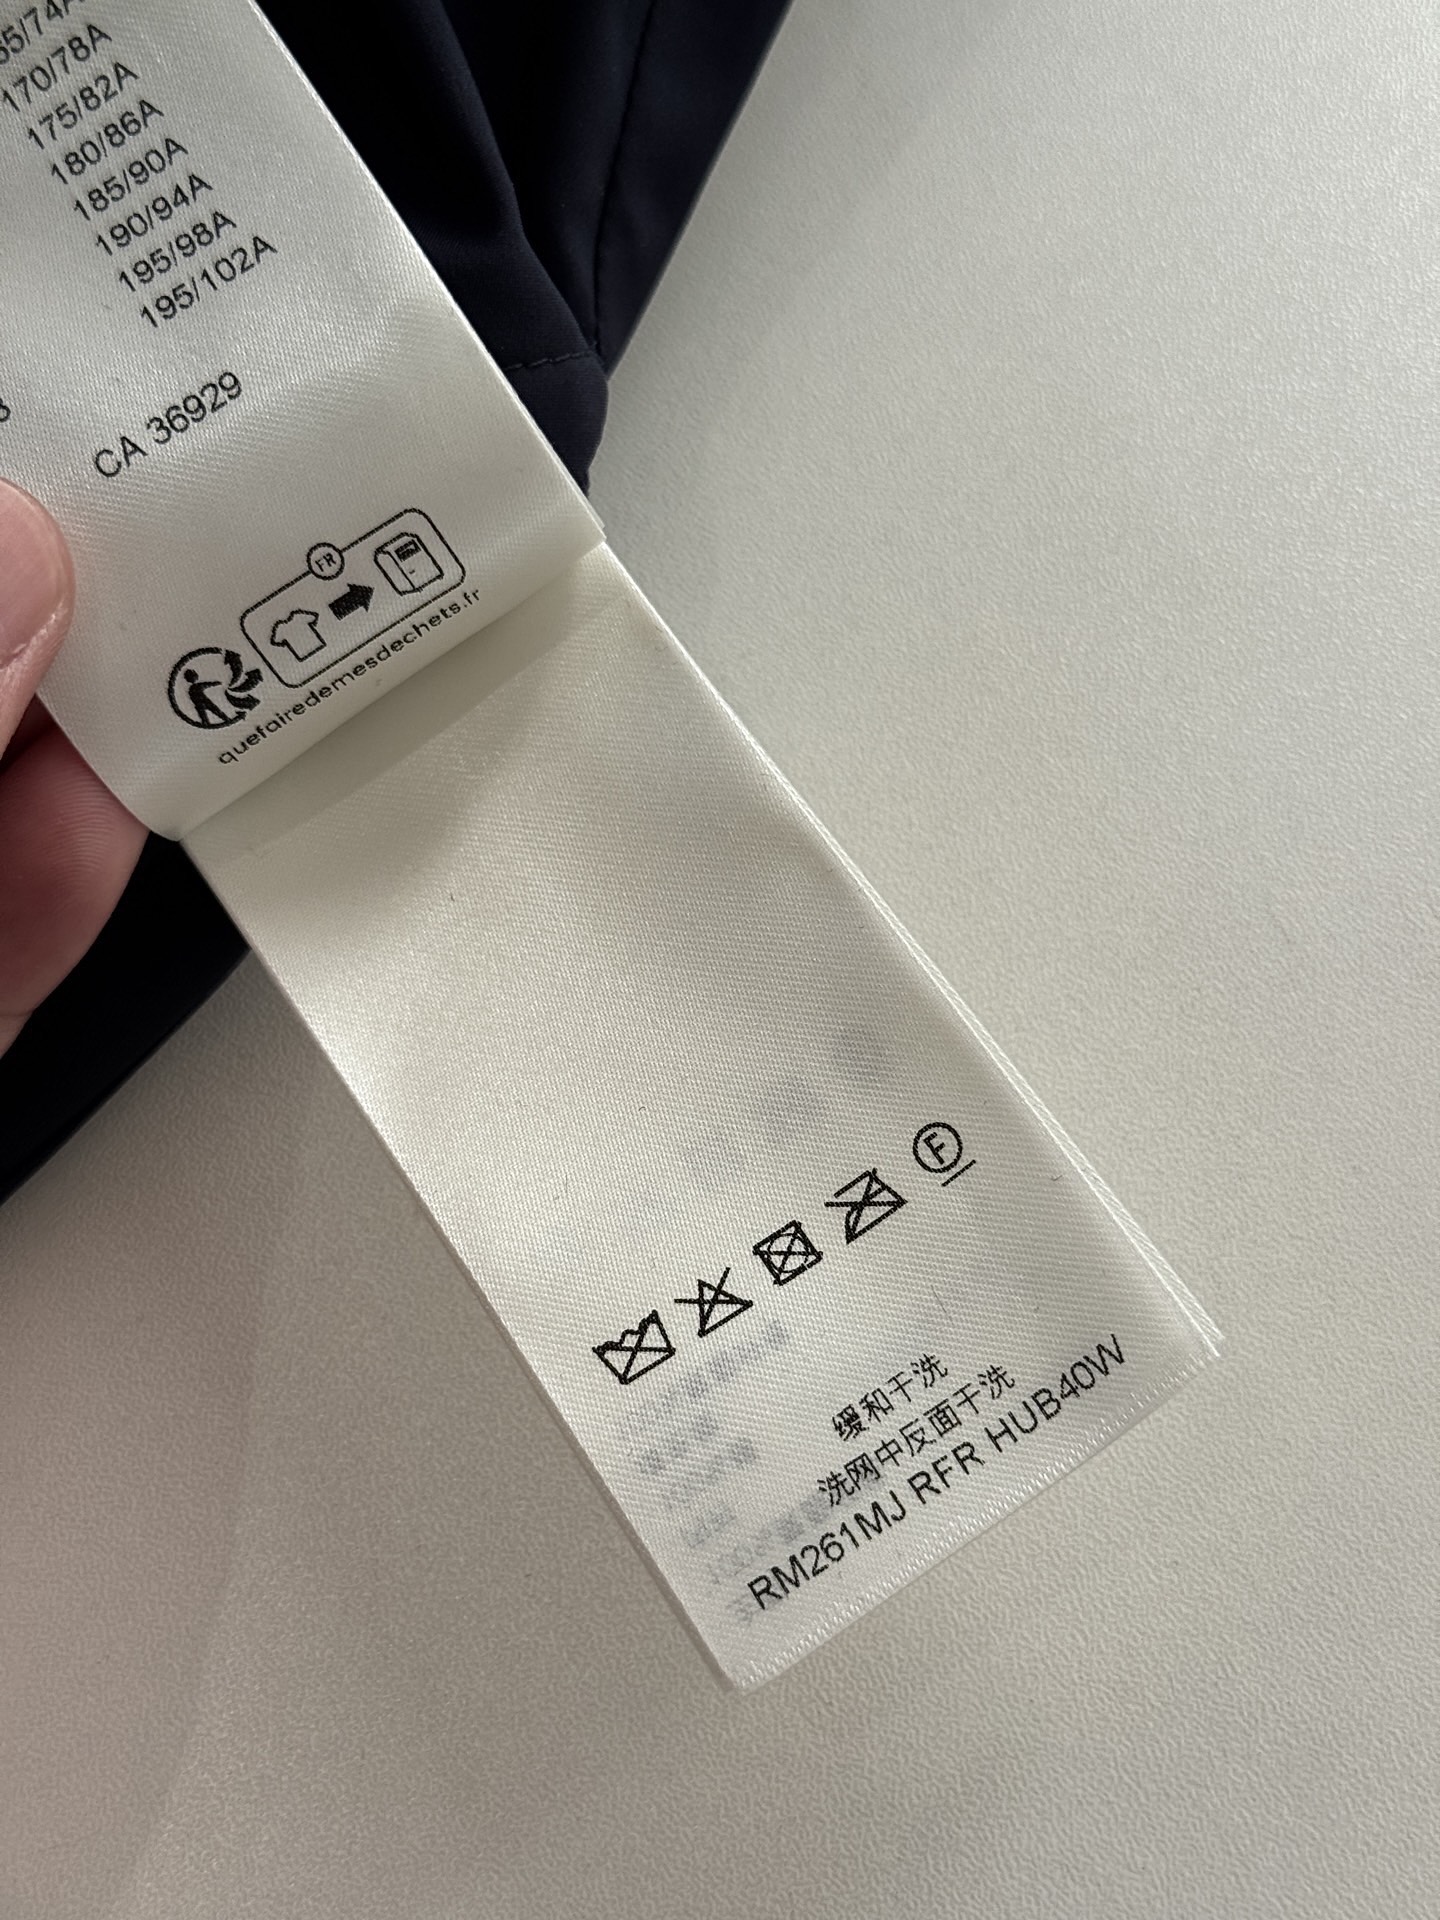 170/78A
175/82A
180/86A
185/90A
190/94A
195/98A
195/102A
CA 36929
FR
quefairedemesdechets.fr
F
缓和干洗
洗网中反面干洗
RM261MJ RFR HUB40W